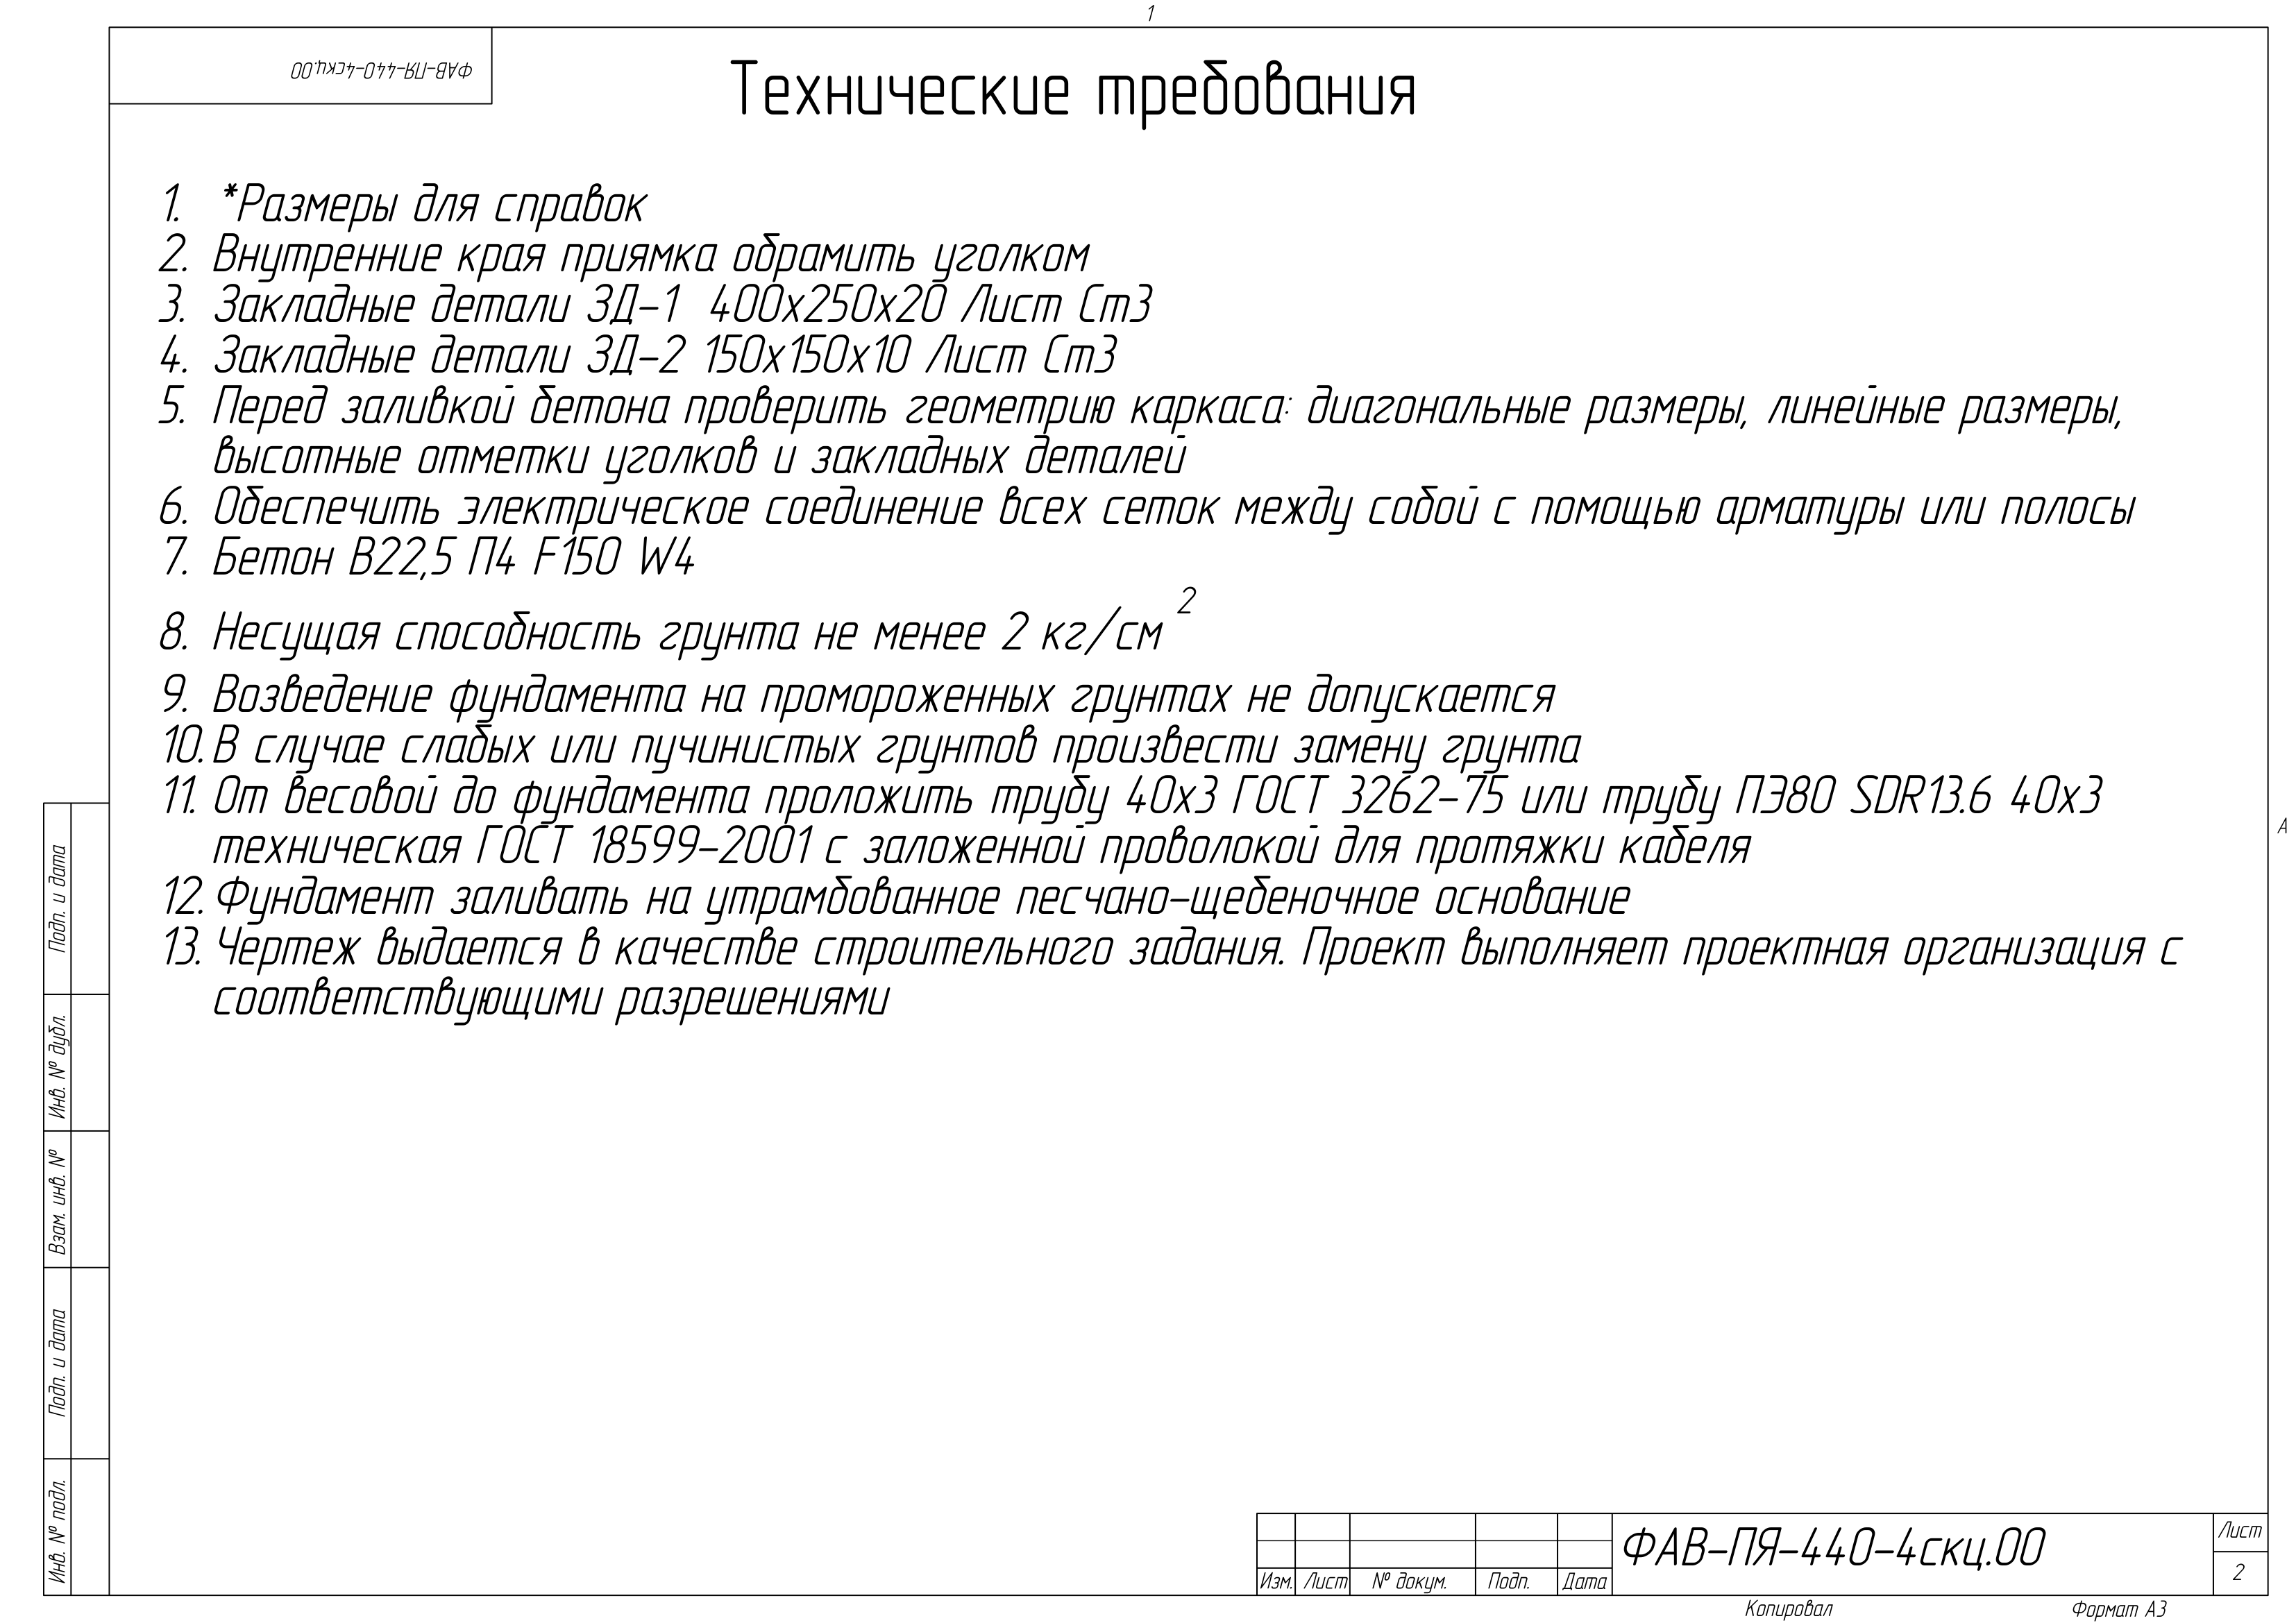 1
ФАВ-ПЯ-440-4скц.00
Технические требования
1. *Размеры для справок
2. Внутренние края приямка обрамить уголком
3. Закладные детали ЗД-1 400х250х20 Лист Ст3
4. Закладные детали ЗД-2 150х150х10 Лист Ст3
5. Перед заливкой бетона проверить геометрию каркаса: диагональные размеры, линейные размеры,
высотные отметки уголков и закладных деталей
6. Обеспечить электрическое соединение всех сеток между собой с помощью арматуры или полосы
7. Бетон В22,5 П4 F150 W4
8. Несущая способность грунта не менее 2 кг/см²
9. Возведение фундамента на промороженных грунтах не допускается
10. В случае слабых или пучинистых грунтов произвести замену грунта
11. От весовой до фундамента проложить трубу 40х3 ГОСТ 3262-75 или трубу ПЭ80 SDR13.6 40х3
техническая ГОСТ 18599-2001 с заложенной проволокой для протяжки кабеля
12. Фундамент заливать на утрамбованное песчано-щебеночное основание
13. Чертеж выдается в качестве строительного задания. Проект выполняет проектная организация с
соответствующими разрешениями
А
Подп. и дата
Инв. № дубл.
Взам. инв. №
Подп. и дата
Инв. № подл.
Изм. Лист № докум. Подп. Дата
ФАВ-ПЯ-440-4скц.00
Лист
2
Копировал Формат А3